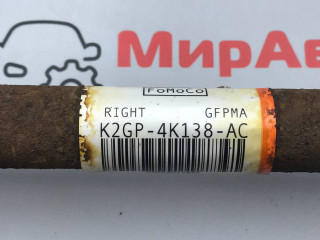 МирАв
FoMoCo
RIGHT GFPMA
K2GP-4K138-AC